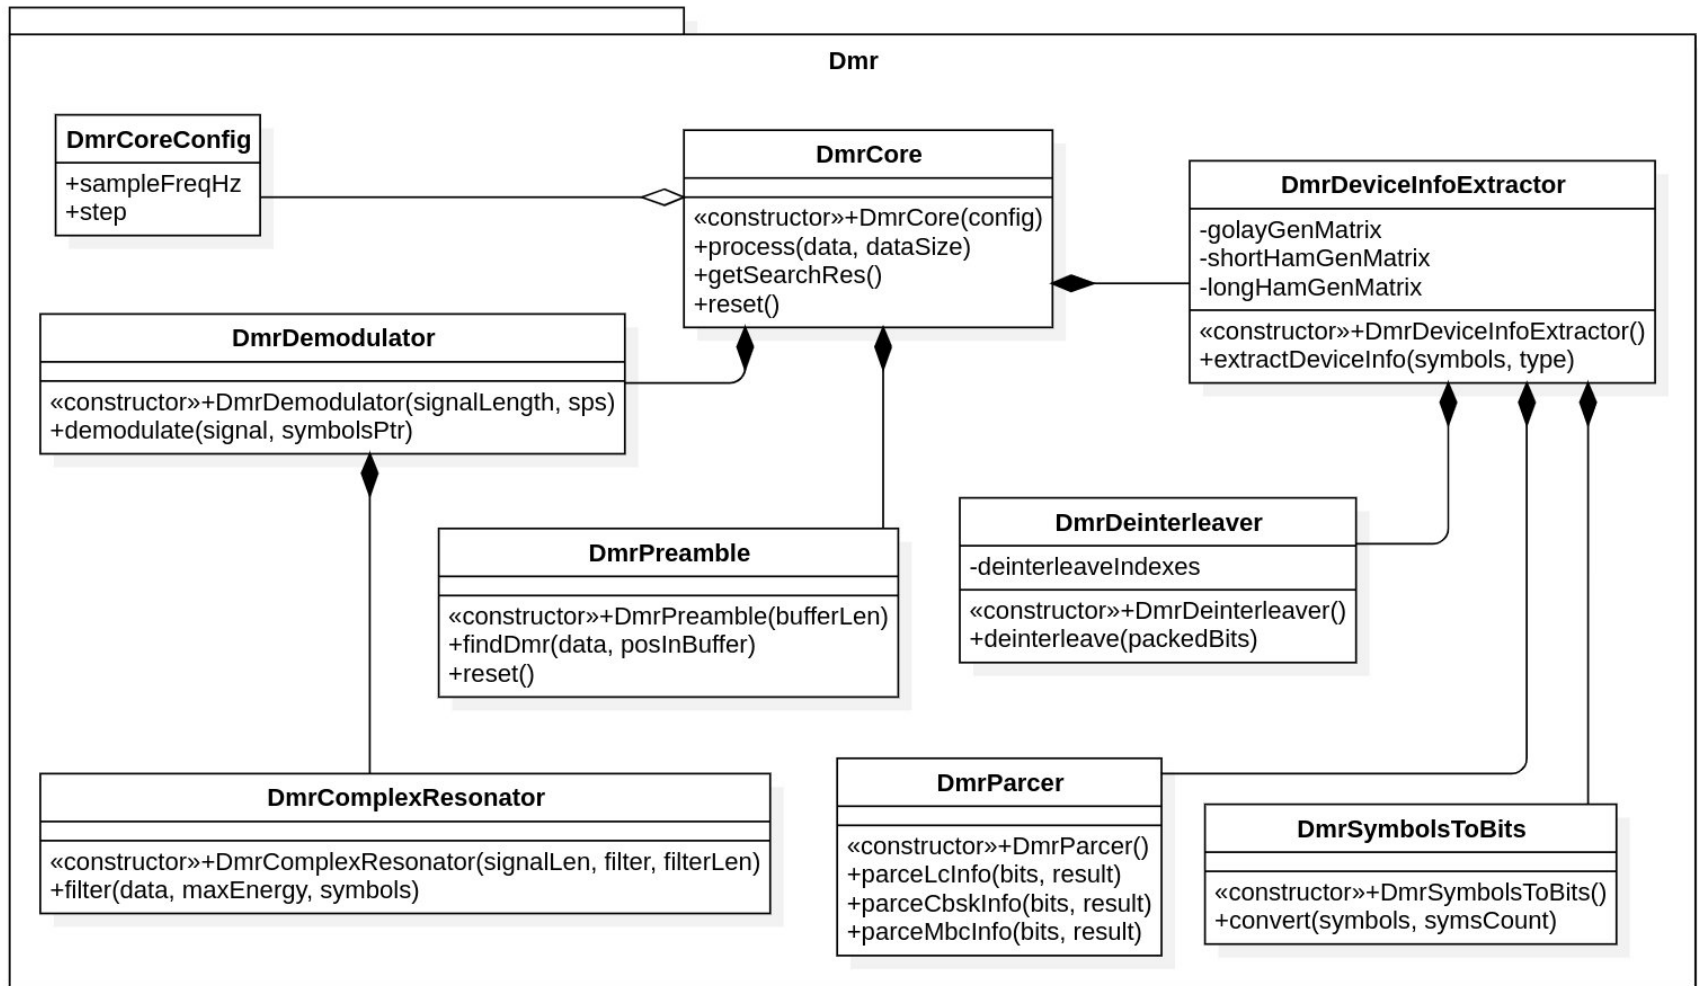 Dmr
DmrCoreConfig
+sampleFreqHz
+step
DmrCore
«constructor»+DmrCore(config)
+process(data, dataSize)
+getSearchRes()
+reset()
DmrDeviceInfoExtractor
-golayGenMatrix
-shortHamGenMatrix
-longHamGenMatrix
«constructor»+DmrDeviceInfoExtractor()
+extractDeviceInfo(symbols, type)
DmrDemodulator
«constructor»+DmrDemodulator(signalLength, sps)
+demodulate(signal, symbolsPtr)
DmrPreamble
«constructor»+DmrPreamble(bufferLen)
+findDmr(data, posInBuffer)
+reset()
DmrDeinterleaver
-deinterleaveIndexes
«constructor»+DmrDeinterleaver()
+deinterleave(packedBits)
DmrComplexResonator
«constructor»+DmrComplexResonator(signalLen, filter, filterLen)
+filter(data, maxEnergy, symbols)
DmrParcer
«constructor»+DmrParcer()
+parceLcInfo(bits, result)
+parceCbskInfo(bits, result)
+parceMbcInfo(bits, result)
DmrSymbolsToBits
«constructor»+DmrSymbolsToBits()
+convert(symbols, symsCount)